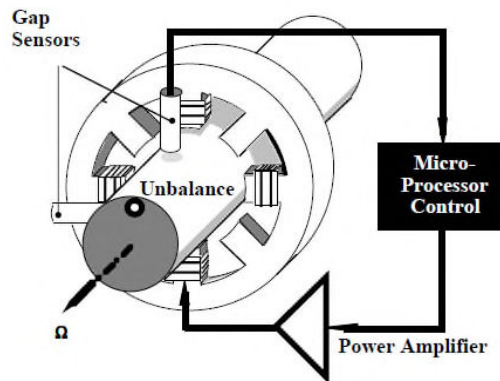 Gap
Sensors
Unbalance
Micro-
Processor
Control
Power Amplifier
Ω